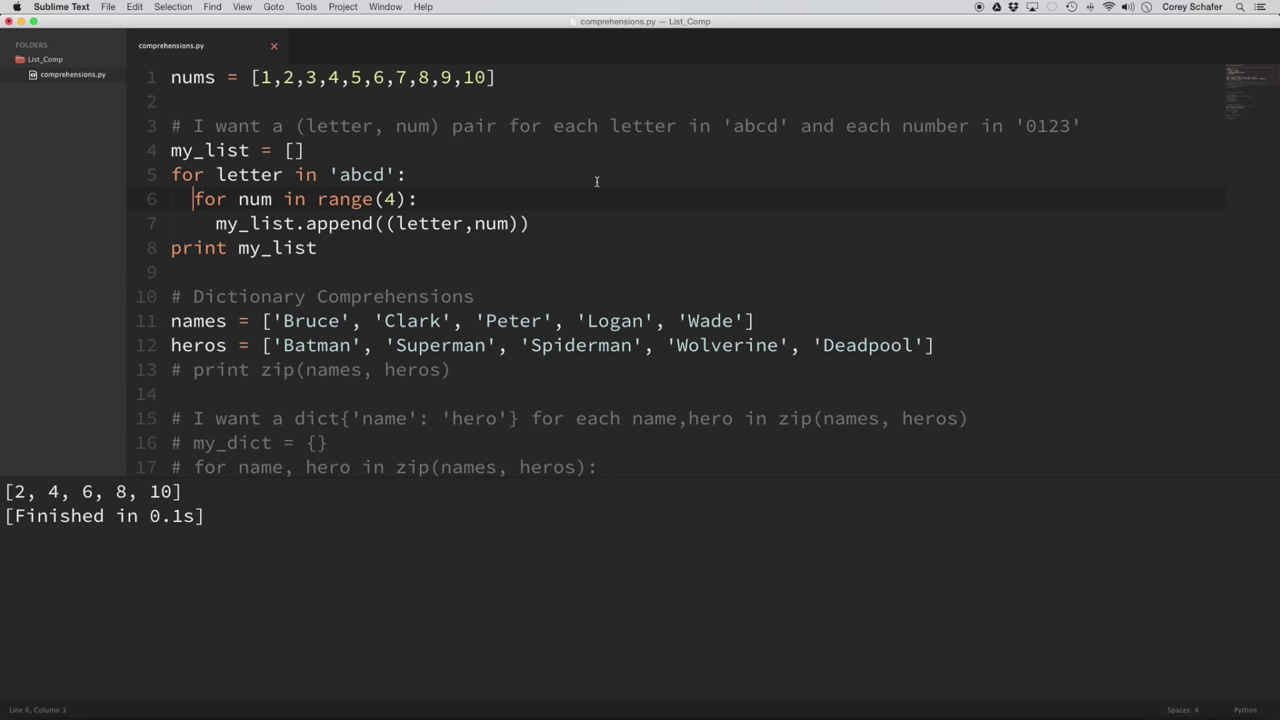 Sublime Text File Edit Selection Find View Goto Tools Project Window Help Corey Schafer
comprehensions.py — List_Comp
FOLDERS
List_Comp
comprehensions.py
comprehensions.py
1 nums = [1,2,3,4,5,6,7,8,9,10]
2
3 # I want a (letter, num) pair for each letter in 'abcd' and each number in '0123'
4 my_list = []
5 for letter in 'abcd':
6 for num in range(4):
7 my_list.append((letter,num))
8 print my_list
9
10 # Dictionary Comprehensions
11 names = ['Bruce', 'Clark', 'Peter', 'Logan', 'Wade']
12 heros = ['Batman', 'Superman', 'Spiderman', 'Wolverine', 'Deadpool']
13 # print zip(names, heros)
14
15 # I want a dict{'name': 'hero'} for each name,hero in zip(names, heros)
16 # my_dict = {}
17 # for name, hero in zip(names, heros):
[2, 4, 6, 8, 10]
[Finished in 0.1s]
Line 6, Column 3 Spaces: 4 Python